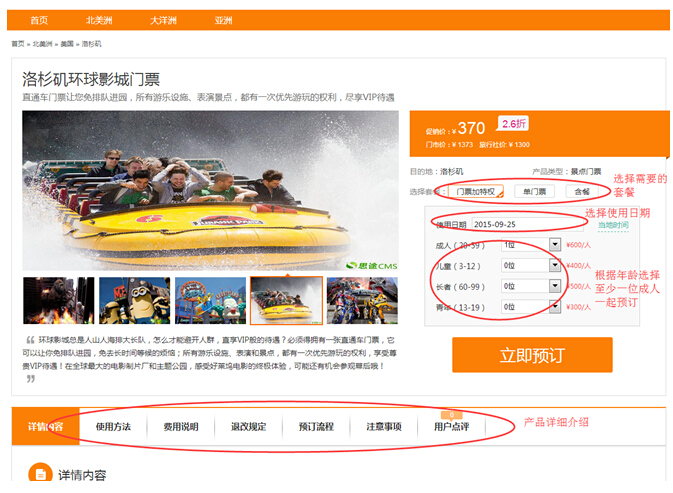 首页 北美洲 大洋洲 亚洲
首页 » 北美洲 » 美国 » 洛杉矶
洛杉矶环球影城门票
直通车门票让您免排队进园，所有游乐设施、表演景点，都有一次优先游玩的权利，尽享VIP待遇
促销价：¥ 370 2.6折
门市价：¥ 1373 旅行社价：¥ 1300
目的地：洛杉矶 产品类型：景点门票
选择套餐： 门票加特权 单门票 含餐
选择需要的
套餐
使用日期 2015-09-25
选择使用日期
当地时间
成人（20-59） 1位 ¥600/人
儿童（3-12） 0位 ¥400/人
长者（60-99） 0位 ¥500/人
青年（13-19） 0位 ¥300/人
根据年龄选择
至少一位成人
一起预订
思途CMS
立即预订
环球影城总是人山人海排大长队，怎么才能避开人群，直享VIP般的待遇？必须得拥有一张直通车门票，它
可以让你免排队进园，免去长时间等候的烦恼；所有游乐设施、表演和景点，都有一次优先游玩的权利，享受尊
贵VIP待遇！在全球最大的电影制片厂和主题公园，感受好莱坞电影的终极体验，可能还有机会参观幕后哦！
详情内容 使用方法 费用说明 退改规定 预订流程 注意事项 用户点评 0
产品详细介绍
详情内容